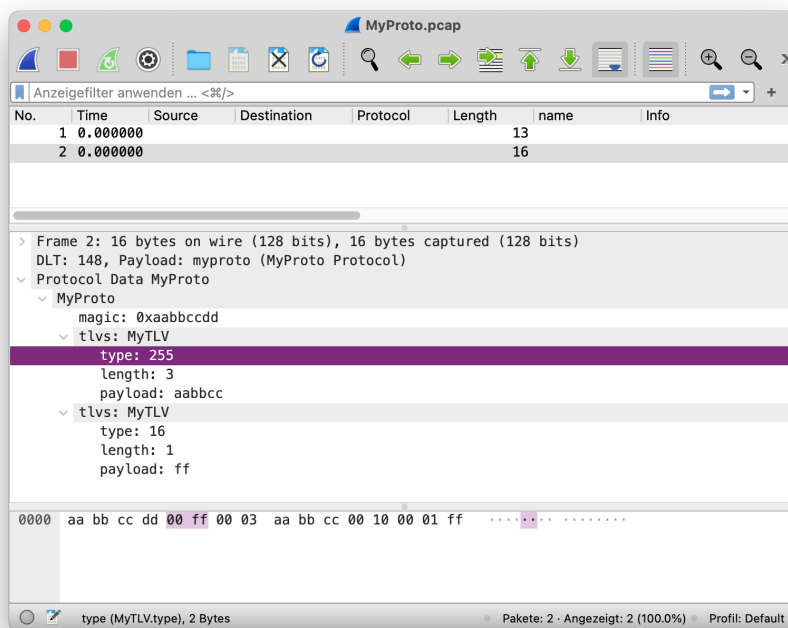 MyProto.pcap
Anzeigefilter anwenden ... <⌘/>
+
No. Time Source Destination Protocol Length name Info
1 0.000000 13
2 0.000000 16
Frame 2: 16 bytes on wire (128 bits), 16 bytes captured (128 bits)
DLT: 148, Payload: myproto (MyProto Protocol)
Protocol Data MyProto
MyProto
magic: 0xaabbccdd
tlvs: MyTLV
type: 255
length: 3
payload: aabbcc
tlvs: MyTLV
type: 16
length: 1
payload: ff
0000 aa bb cc dd 00 ff 00 03 aa bb cc 00 10 00 01 ff ········ ········
type (MyTLV.type), 2 Bytes Pakete: 2 · Angezeigt: 2 (100.0%) Profil: Default